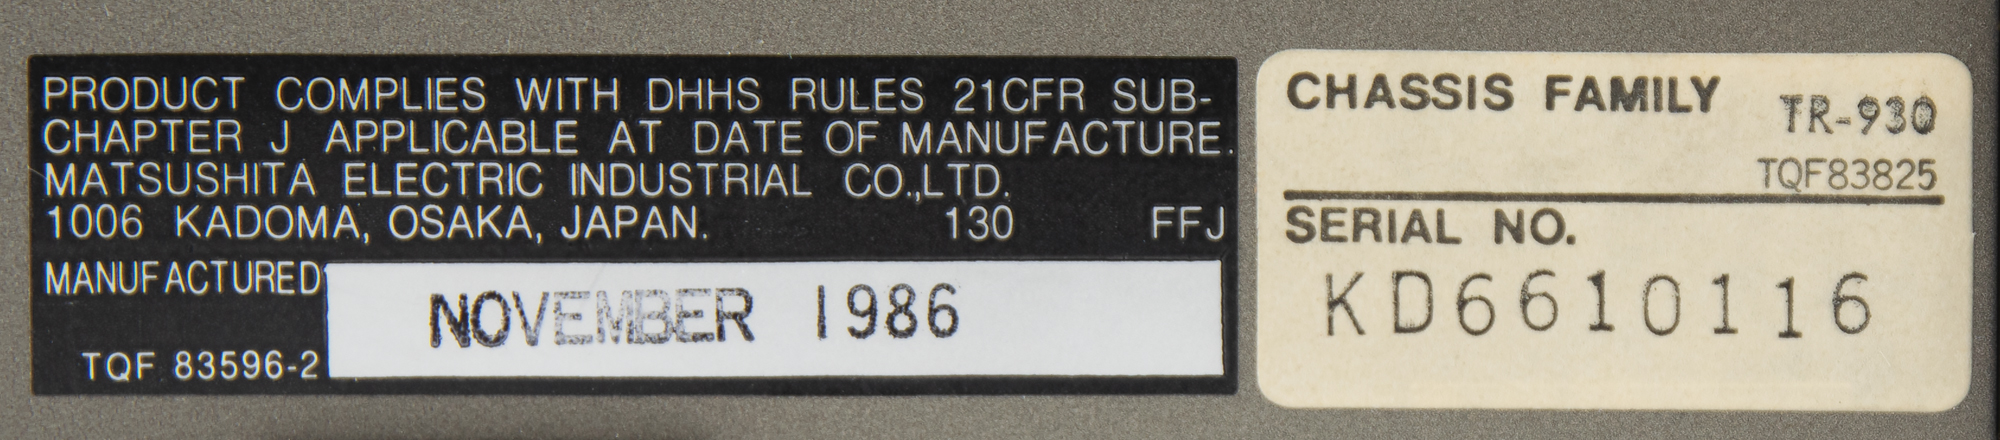 PRODUCT COMPLIES WITH DHHS RULES 21CFR SUB-
CHAPTER J APPLICABLE AT DATE OF MANUFACTURE.
MATSUSHITA ELECTRIC INDUSTRIAL CO.,LTD.
1006 KADOMA, OSAKA, JAPAN. 130 FFJ
MANUFACTURED
NOVEMBER 1986
TQF 83596-2
CHASSIS FAMILY TR-930
TQF83825
SERIAL NO.
KD6610116